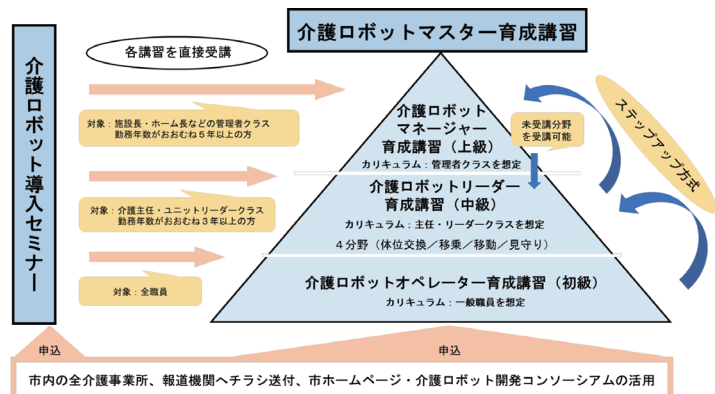 介護ロボットマスター育成講習
各講習を直接受講
介護ロボット導入セミナー
対象：施設長・ホーム長などの管理者クラス
勤務年数がおおむね５年以上の方
介護ロボット
マネージャー
育成講習（上級）
カリキュラム：管理者クラスを想定
未受講分野
を受講可能
ステップアップ方式
対象：介護主任・ユニットリーダークラス
勤務年数がおおむね３年以上の方
介護ロボットリーダー
育成講習（中級）
カリキュラム：主任・リーダークラスを想定
４分野（体位交換／移乗／移動／見守り）
対象：全職員
介護ロボットオペレーター育成講習（初級）
カリキュラム：一般職員を想定
申込
申込
市内の全介護事業所、報道機関へチラシ送付、市ホームページ・介護ロボット開発コンソーシアムの活用